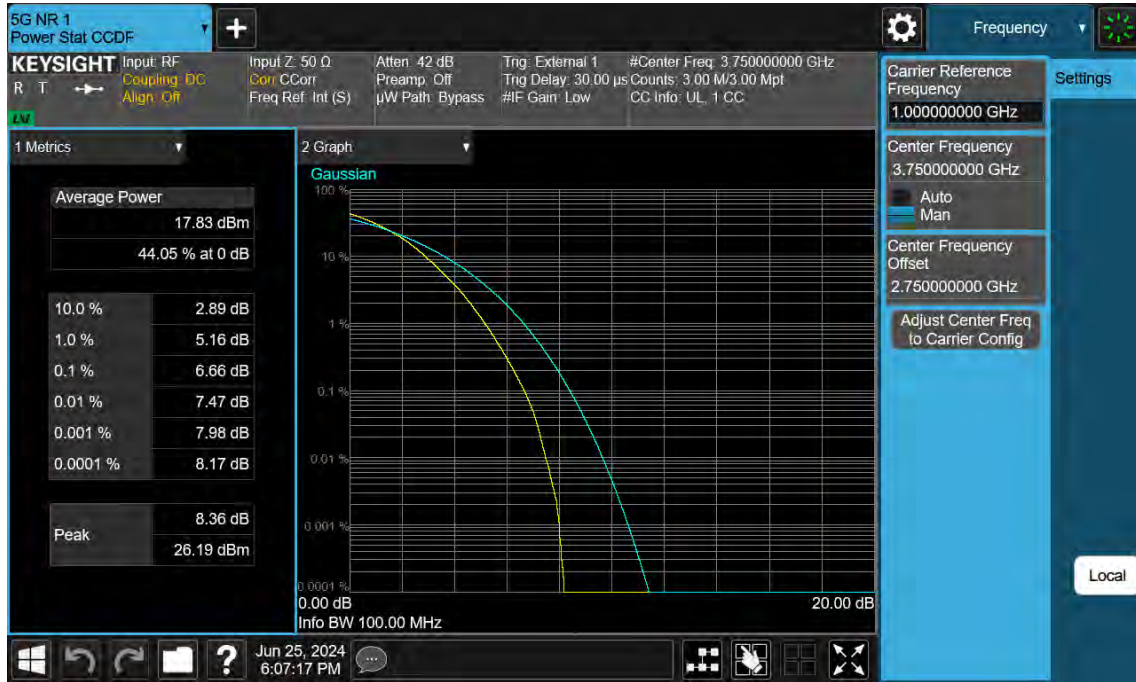 5G NR 1
Power Stat CCDF
+
Frequency
KEYSIGHT
R T
LXI
Input: RF
Coupling: DC
Align: Off
Input Z: 50 Ω
Corr CCorr
Freq Ref: Int (S)
Atten: 42 dB
Preamp: Off
µW Path: Bypass
Trig: External 1
Trig Delay: 30.00 µs
#IF Gain: Low
#Center Freq: 3.750000000 GHz
Counts: 3.00 M/3.00 Mpt
CC Info: UL, 1 CC
1 Metrics
Average Power
17.83 dBm
44.05 % at 0 dB
10.0 % 2.89 dB
1.0 % 5.16 dB
0.1 % 6.66 dB
0.01 % 7.47 dB
0.001 % 7.98 dB
0.0001 % 8.17 dB
Peak
8.36 dB
26.19 dBm
2 Graph
Gaussian
100 %
10 %
1 %
0.1 %
0.01 %
0.001 %
0.0001 %
0.00 dB 20.00 dB
Info BW 100.00 MHz
Carrier Reference
Frequency
1.000000000 GHz
Center Frequency
3.750000000 GHz
Auto
Man
Center Frequency
Offset
2.750000000 GHz
Adjust Center Freq
to Carrier Config
Settings
Local
?
Jun 25, 2024
6:07:17 PM